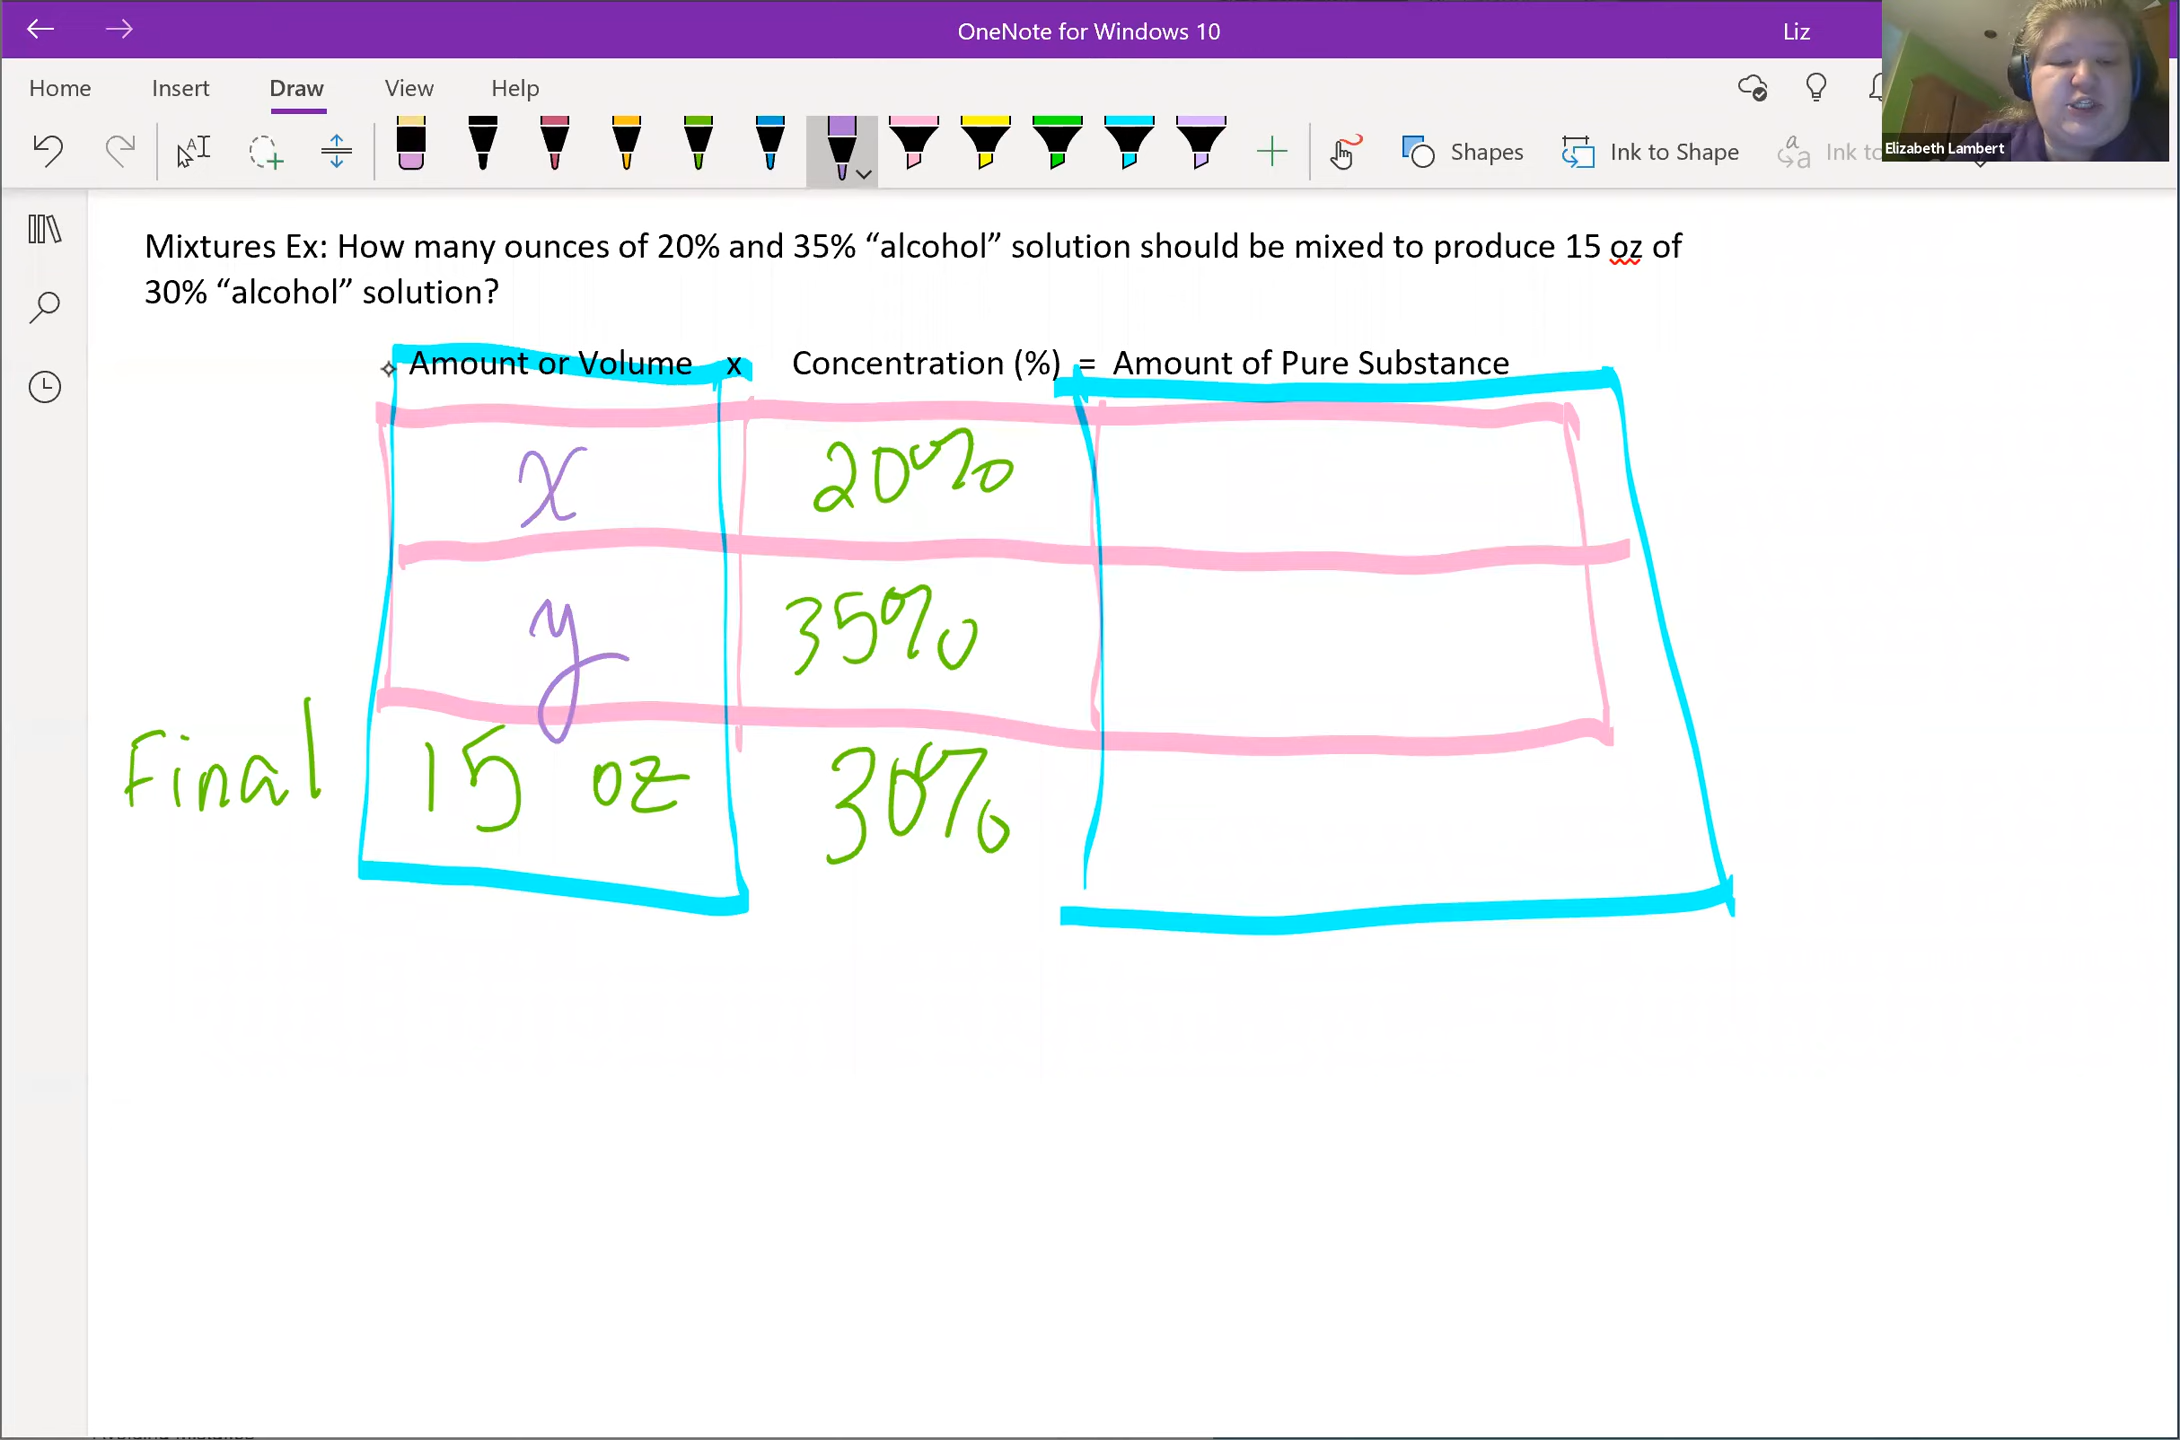 OneNote for Windows 10
Liz
Home Insert Draw View Help
Shapes Ink to Shape Ink
Elizabeth Lambert
Mixtures Ex: How many ounces of 20% and 35% “alcohol” solution should be mixed to produce 15 oz of
30% “alcohol” solution?
Amount or Volume x Concentration (%) = Amount of Pure Substance
x 20%
y 35%
Final 15 oz 30%